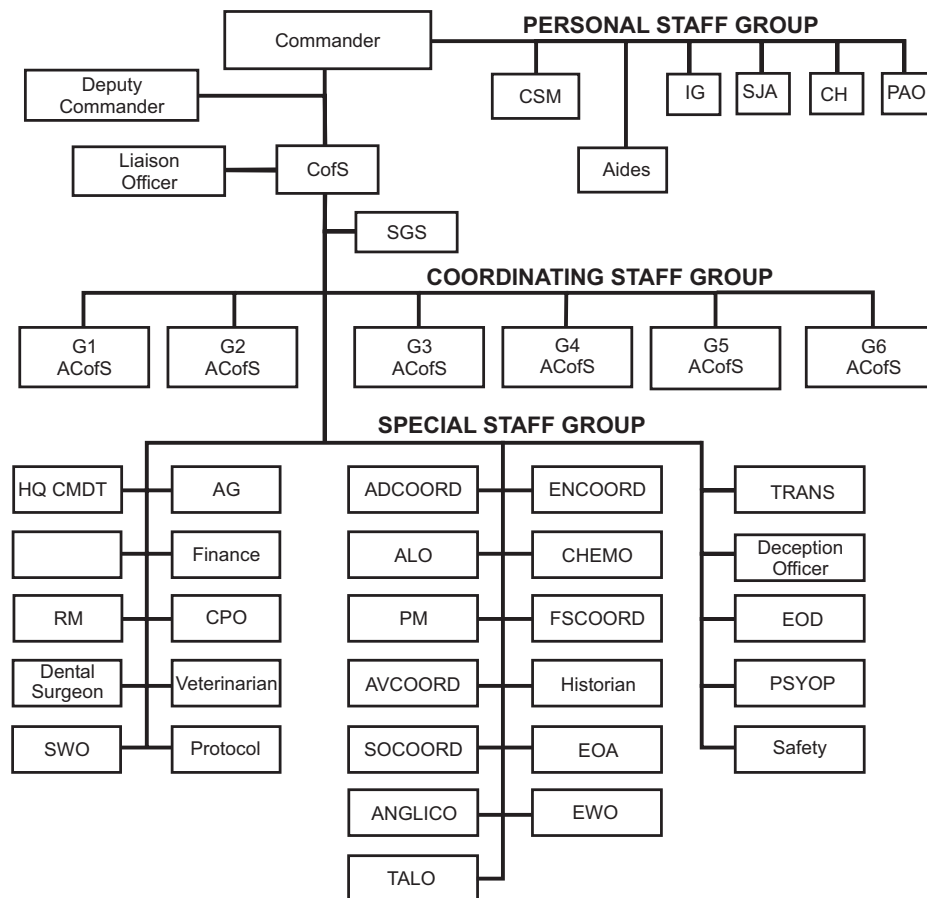 PERSONAL STAFF GROUP
Commander
Deputy
Commander
CSM
IG
SJA
CH
PAO
Liaison
Officer
CofS
Aides
SGS
COORDINATING STAFF GROUP
G1
ACofS
G2
ACofS
G3
ACofS
G4
ACofS
G5
ACofS
G6
ACofS
SPECIAL STAFF GROUP
HQ CMDT
AG
ADCOORD
ENCOORD
TRANS
Finance
ALO
CHEMO
Deception
Officer
RM
CPO
PM
FSCOORD
EOD
Dental
Surgeon
Veterinarian
AVCOORD
Historian
PSYOP
SWO
Protocol
SOCOORD
EOA
Safety
ANGLICO
EWO
TALO